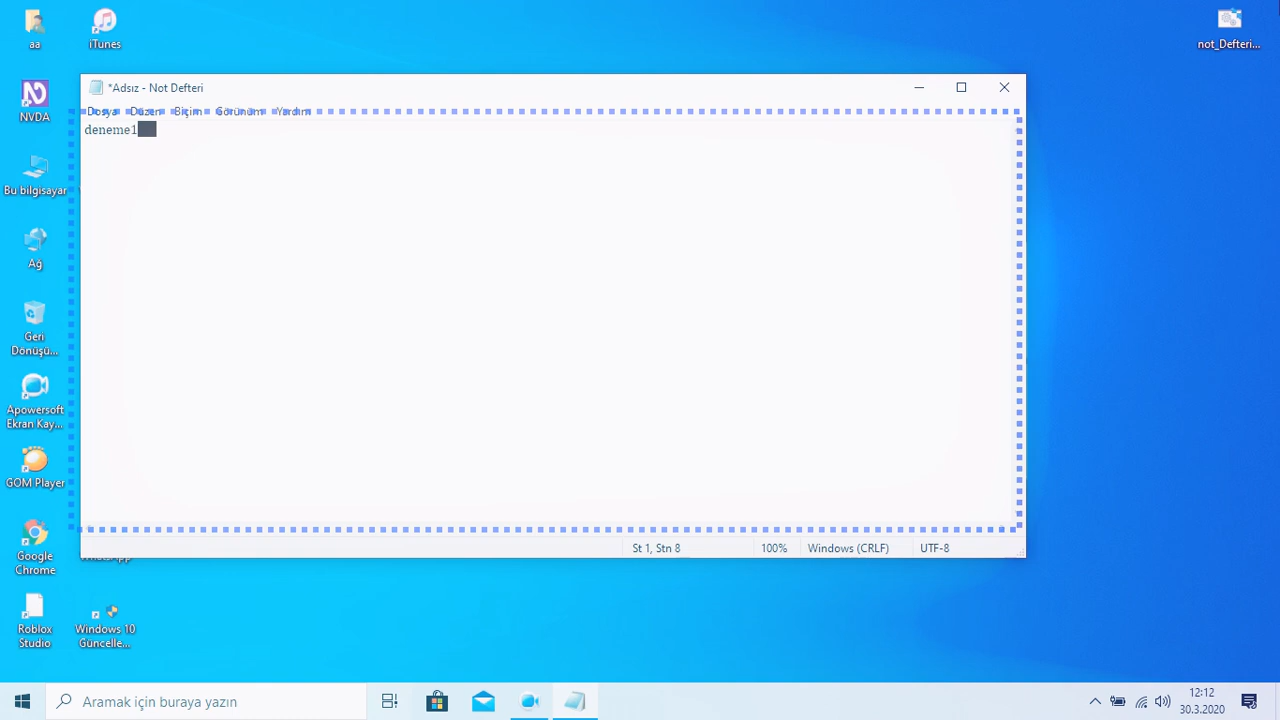 aa
iTunes
not_Defteri...
*Adsız - Not Defteri
Dosya Düzen Biçim Görünüm Yardım
deneme1
NVDA
Bu bilgisayar
Ağ
Geri
Dönüşü...
Apowersoft
Ekran Kay...
GOM Player
Google
Chrome
WhatsApp
St 1, Stn 8
100%
Windows (CRLF)
UTF-8
Roblox
Studio
Windows 10
Güncelle...
Aramak için buraya yazın
12:12
30.3.2020